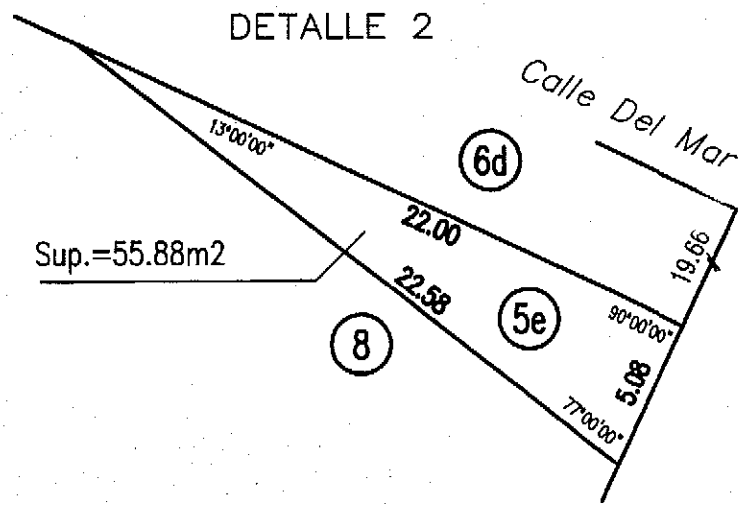 DETALLE 2
Calle Del Mar
13°00'00"
6d
22.00
19.66
Sup.=55.88m2
22.58
5e
90°00'00"
8
5.08
77°00'00"